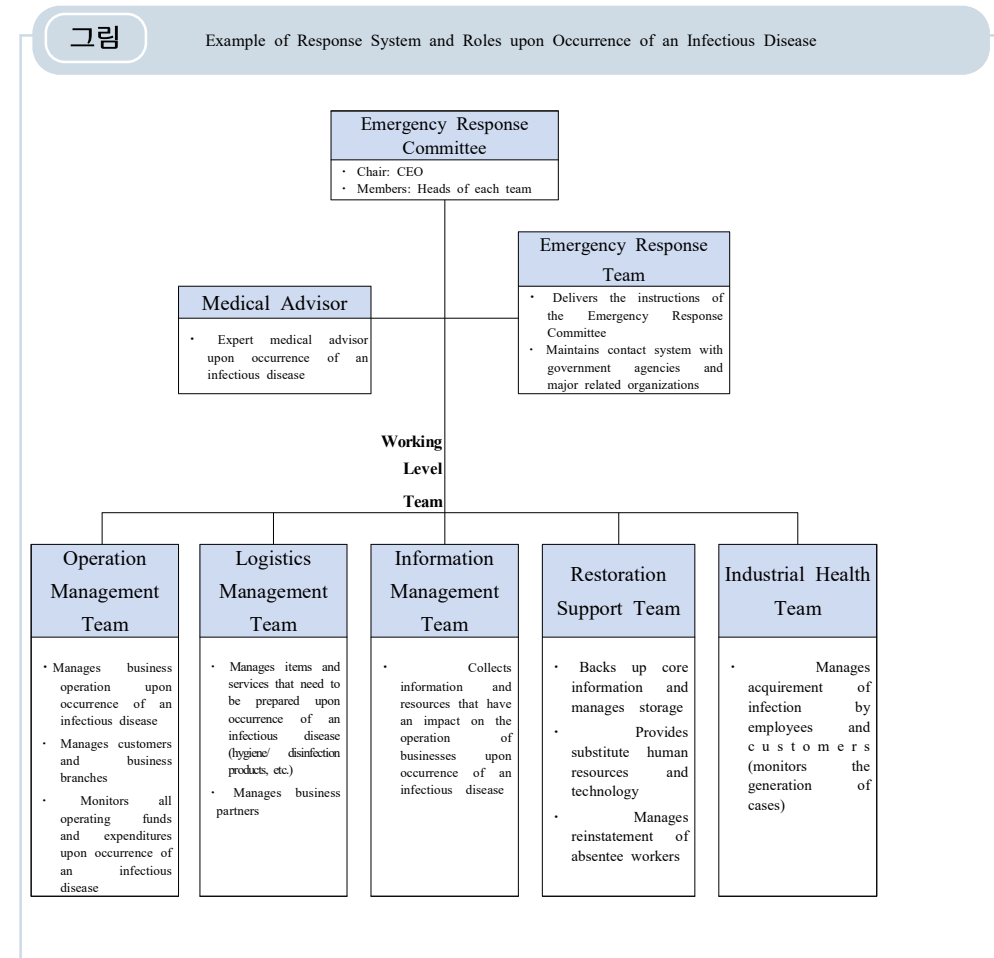 그림
Example of Response System and Roles upon Occurrence of an Infectious Disease
Emergency Response
Committee
· Chair: CEO
· Members: Heads of each team
Emergency Response
Team
· Delivers the instructions of
the Emergency Response
Committee
· Maintains contact system with
government agencies and
major related organizations
Medical Advisor
· Expert medical advisor
upon occurrence of an
infectious disease
Working
Level
Team
Operation
Management
Team
· Manages business
operation upon
occurrence of an
infectious disease
· Manages customers
and business
branches
· Monitors all
operating funds
and expenditures
upon occurrence of
an infectious
disease
Logistics
Management
Team
· Manages items and
services that need to
be prepared upon
occurrence of an
infectious disease
(hygiene/ disinfection
products, etc.)
· Manages business
partners
Information
Management
Team
· Collects
information and
resources that have
an impact on the
operation of
businesses upon
occurrence of an
infectious disease
Restoration
Support Team
· Backs up core
information and
manages storage
· Provides
substitute human
resources and
technology
· Manages
reinstatement of
absentee workers
Industrial Health
Team
· Manages
acquirement of
infection by
employees and
customers
(monitors the
generation of
cases)